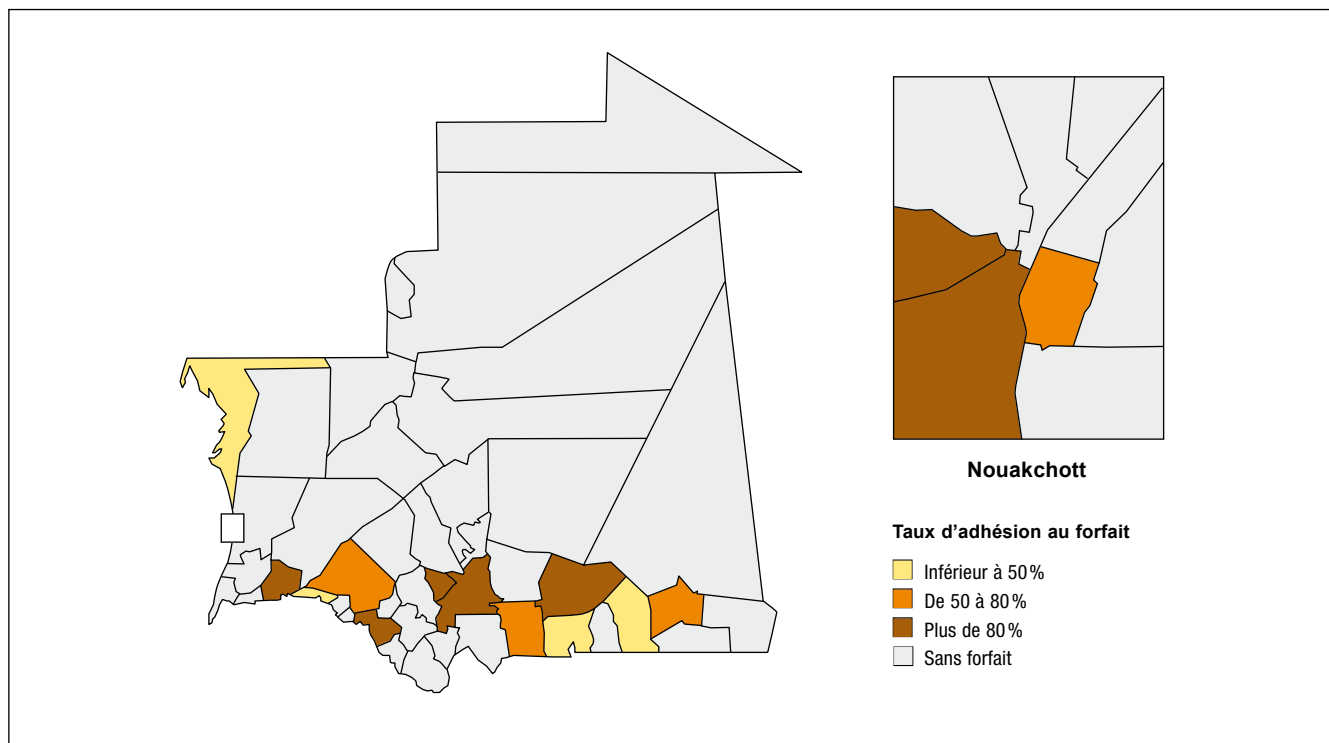 Nouakchott
Taux d'adhésion au forfait
Inférieur à 50 %
De 50 à 80 %
Plus de 80 %
Sans forfait